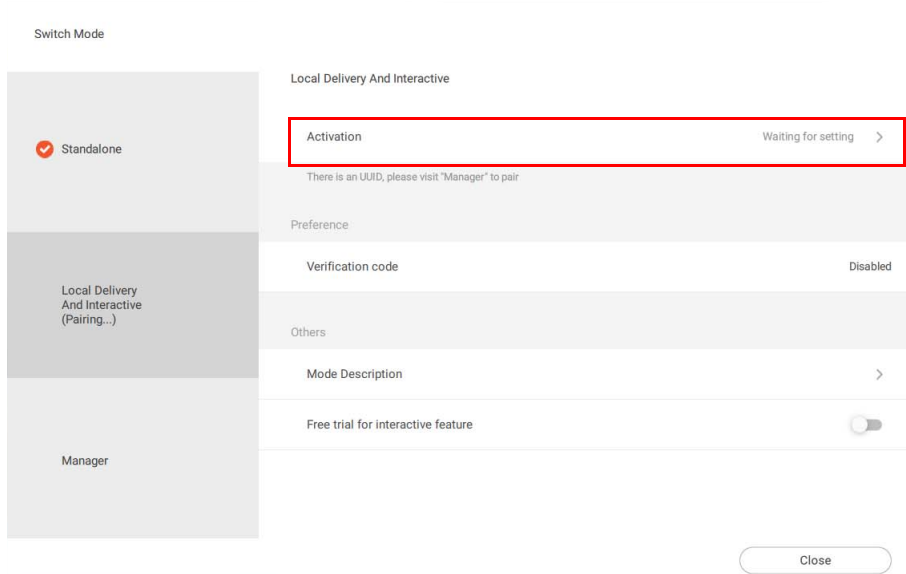 Switch Mode
Standalone
Local Delivery
And Interactive
(Pairing...)
Manager
Local Delivery And Interactive
Activation Waiting for setting
There is an UUID, please visit "Manager" to pair
Preference
Verification code Disabled
Others
Mode Description
Free trial for interactive feature
Close